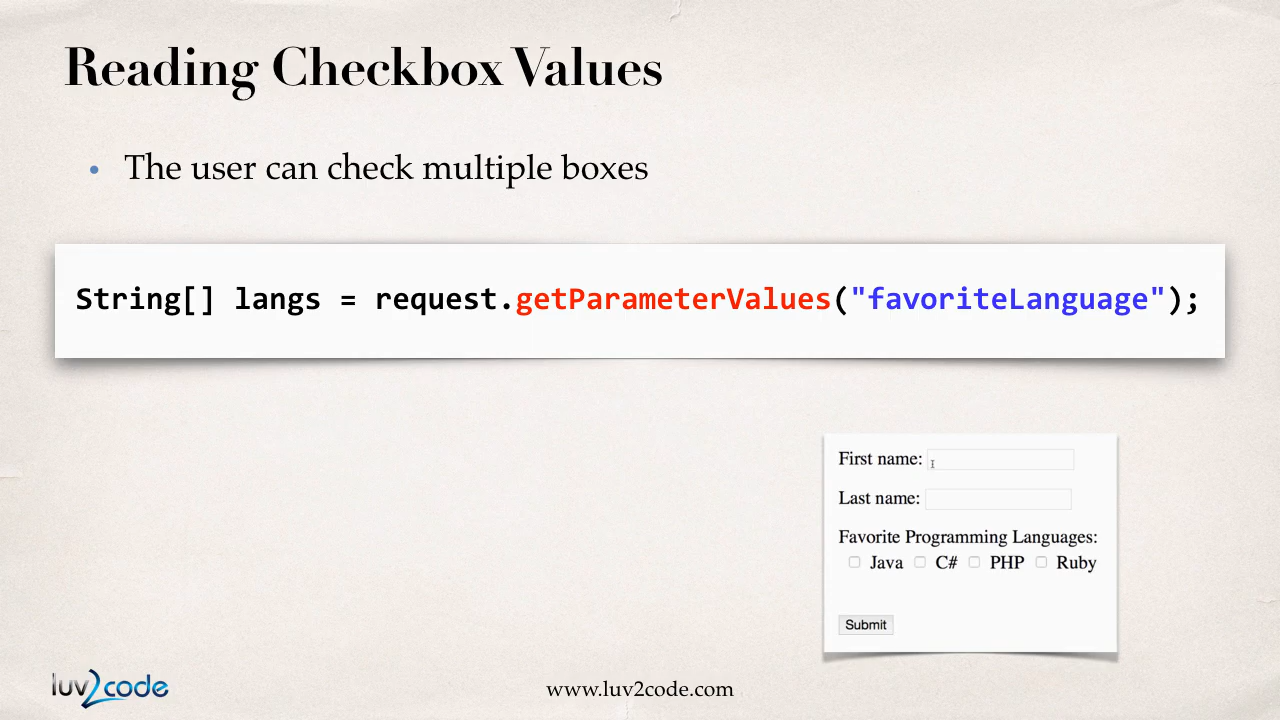 Reading Checkbox Values
• The user can check multiple boxes
String[] langs = request.getParameterValues("favoriteLanguage");
First name:
Last name:
Favorite Programming Languages:
Java C# PHP Ruby
Submit
luv2code
www.luv2code.com